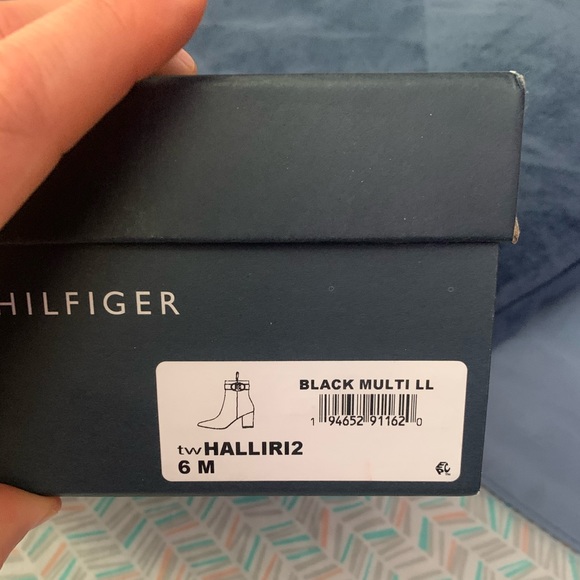 HILFIGER
BLACK MULTI LL
1 94652 91162 0
twHALLIRI2
6 M